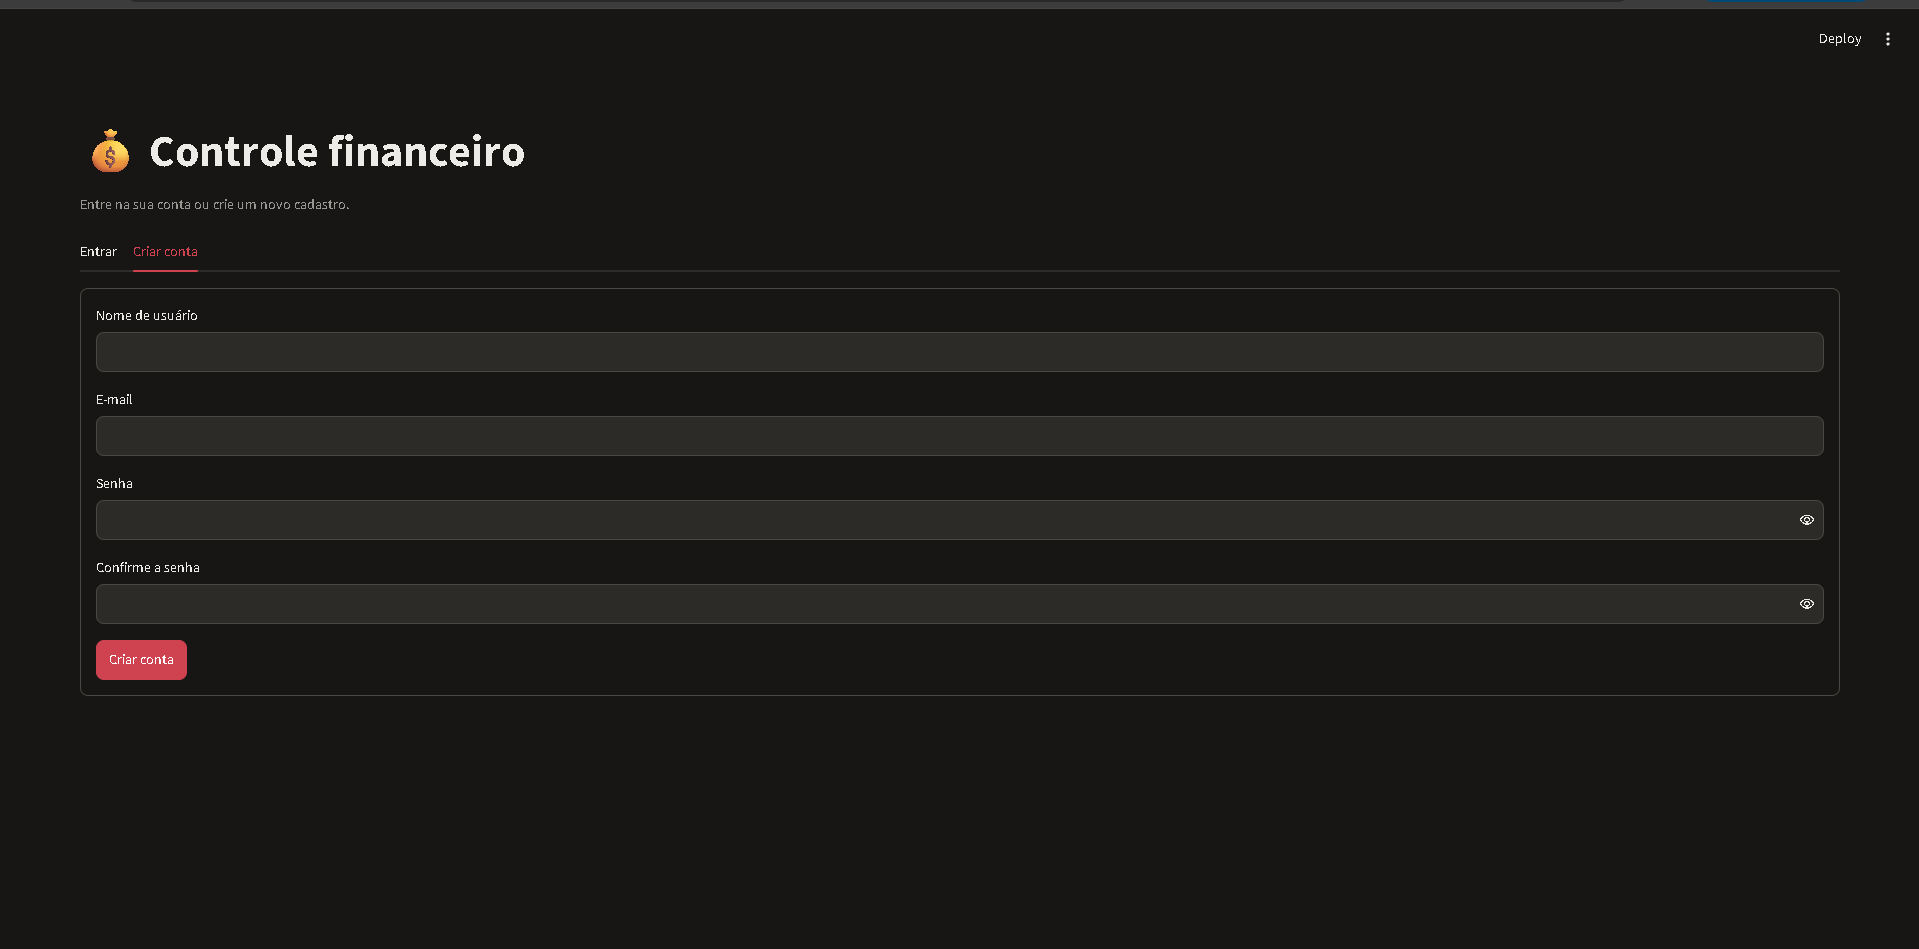 Deploy
Controle financeiro
Entre na sua conta ou crie um novo cadastro.
Entrar Criar conta
Nome de usuário
E-mail
Senha
Confirme a senha
Criar conta